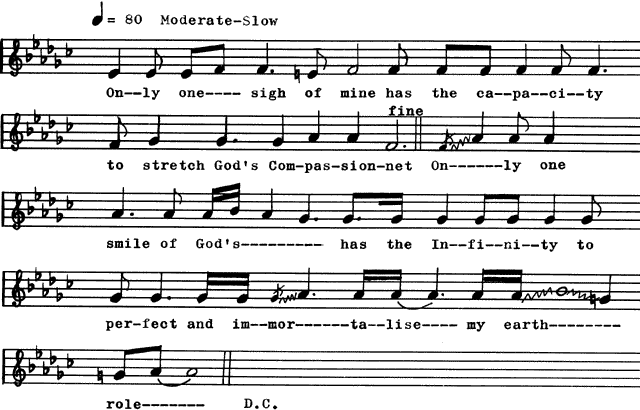 ♩ = 80 Moderate-Slow
On--ly one---- sigh of mine has the ca--pa--ci--ty
fine
to stretch God's Com-pas-sion-net On------ly one
smile of God's--------- has the In--fi--ni--ty to
per-fect and im--mor------ta--lise---- my earth--------
role------- D.C.